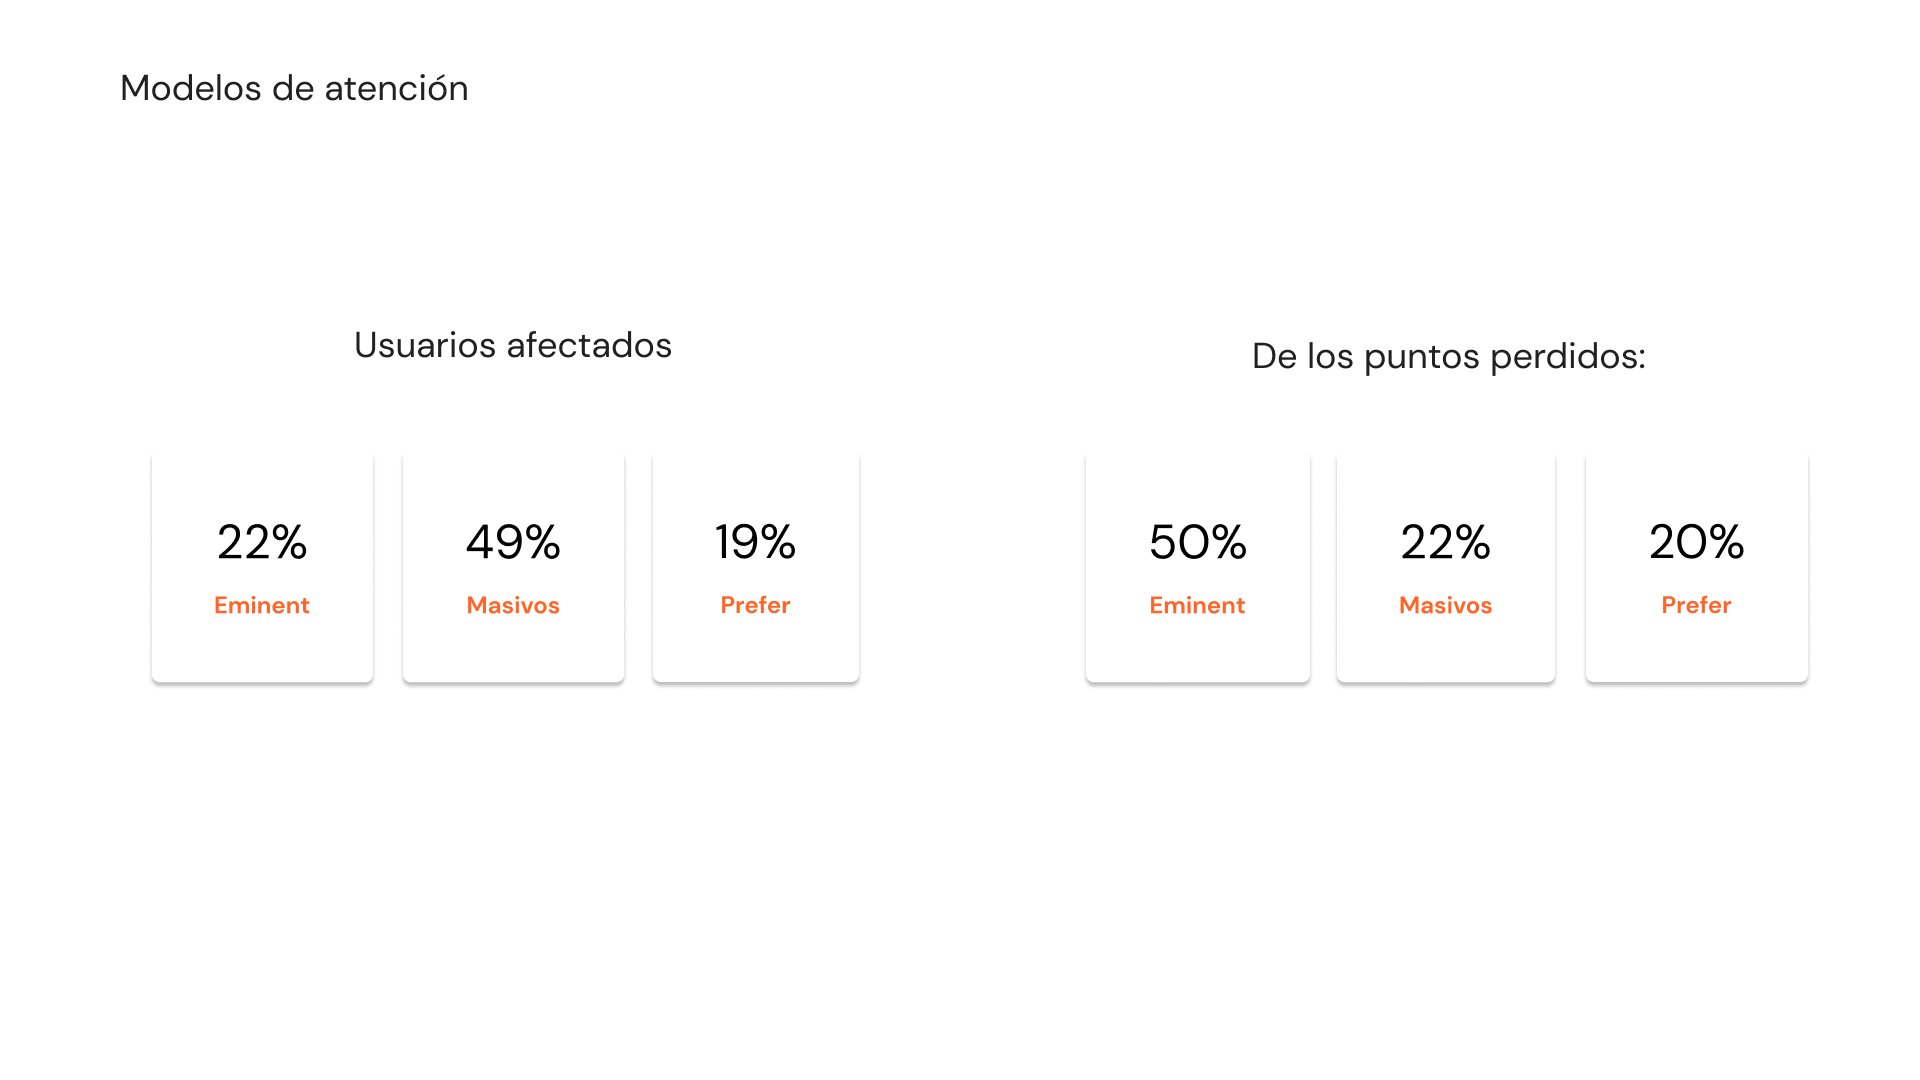 Modelos de atención
Usuarios afectados
22%
Eminent
49%
Masivos
19%
Prefer
De los puntos perdidos:
50%
Eminent
22%
Masivos
20%
Prefer